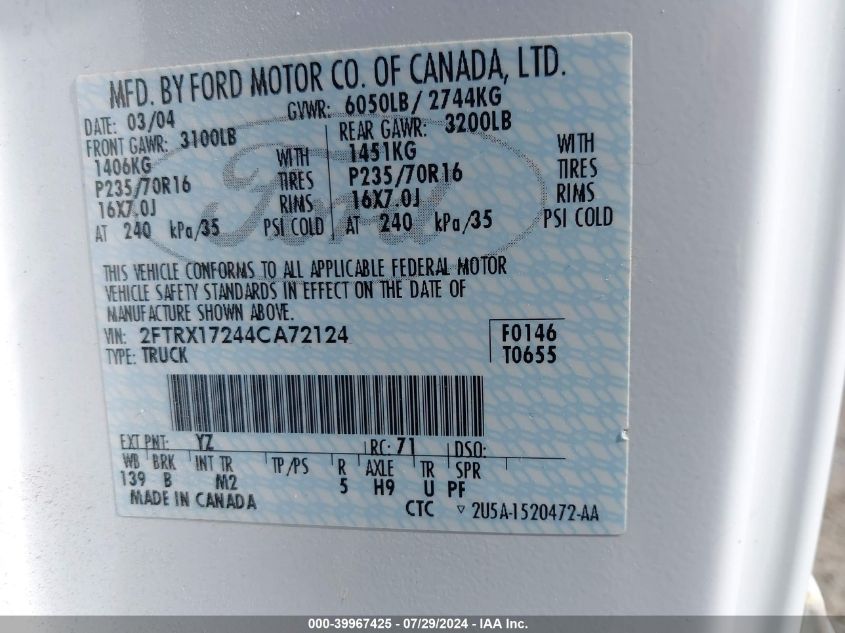 MFD. BY FORD MOTOR CO. OF CANADA, LTD.
DATE: 03/04 GVWR: 6050LB/ 2744KG
FRONT GAWR: 3100LB REAR GAWR: 3200LB
1406KG WITH 1451KG WITH
P235/70R16 TIRES P235/70R16 TIRES
16X7.0J RIMS 16X7.0J RIMS
AT 240 kPa/35 PSI COLD AT 240 kPa/35 PSI COLD
Ford
THIS VEHICLE CONFORMS TO ALL APPLICABLE FEDERAL MOTOR
VEHICLE SAFETY STANDARDS IN EFFECT ON THE DATE OF
MANUFACTURE SHOWN ABOVE.
VIN: 2FTRX17244CA72124 F0146
TYPE: TRUCK T0655
EXT PNT: YZ RC: 71 DSO:
WB BRK INT TR TP/PS R AXLE TR SPR
139 B M2 5 H9 U PF
MADE IN CANADA CTC ▽ 2U5A-1520472-AA
000-39967425 / 07/29/2024 - IAA Inc.